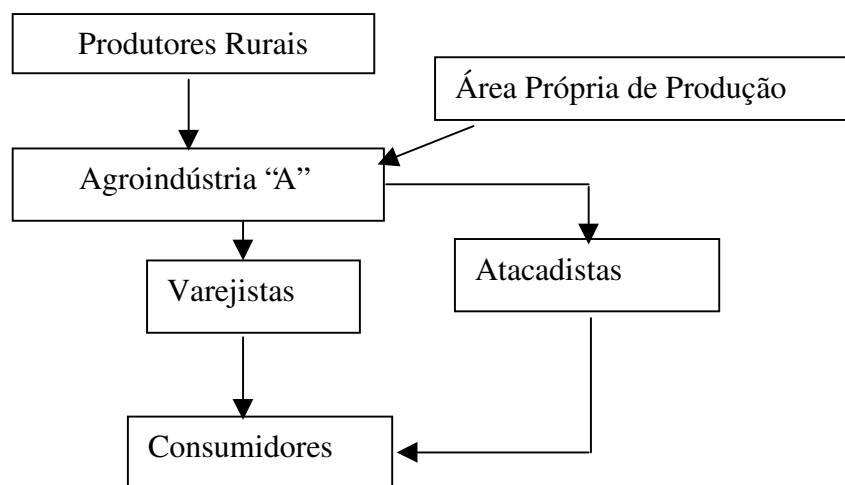 Produtores Rurais
Área Própria de Produção
Agroindústria “A”
Varejistas
Atacadistas
Consumidores